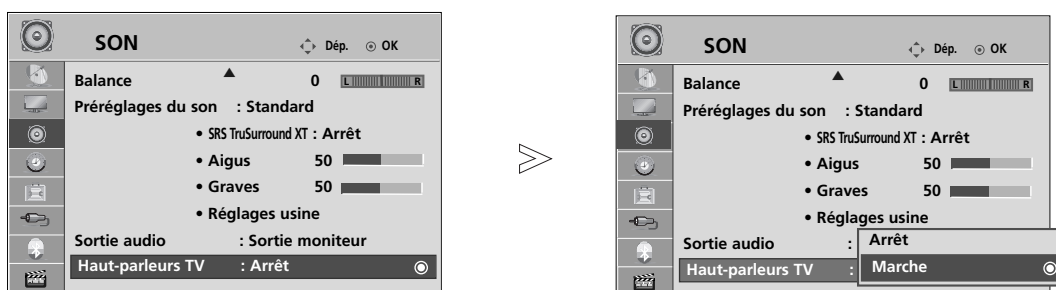 SON Dép. OK
Balance 0 L R
Préréglages du son : Standard
• SRS TruSurround XT : Arrêt
• Aigus 50
• Graves 50
• Réglages usine
Sortie audio : Sortie moniteur
Haut-parleurs TV : Arrêt
SON Dép. OK
Balance 0 L R
Préréglages du son : Standard
• SRS TruSurround XT : Arrêt
• Aigus 50
• Graves 50
• Réglages usine
Sortie audio :
Arrêt
Haut-parleurs TV :
Marche